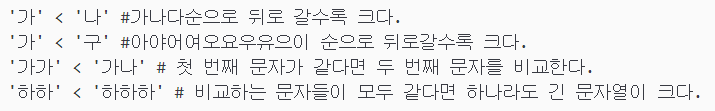 '가' < '나' #가나다순으로 뒤로 갈수록 크다.
'가' < '구' #아야어여오요우유으이 순으로 뒤로갈수록 크다.
'가가' < '가나' # 첫 번째 문자가 같다면 두 번째 문자를 비교한다.
'하하' < '하하하' # 비교하는 문자들이 모두 같다면 하나라도 긴 문자열이 크다.